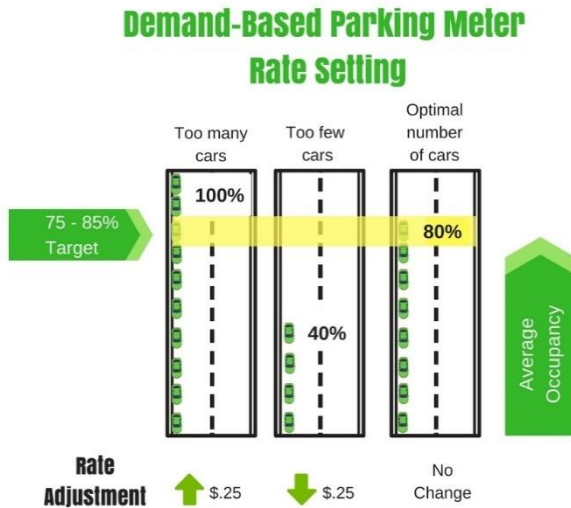 Demand-Based Parking Meter
Rate Setting
Too many
cars
Too few
cars
Optimal
number
of cars
100%
75 - 85%
Target
80%
40%
Average
Occupancy
Rate
Adjustment
$.25
$.25
No
Change